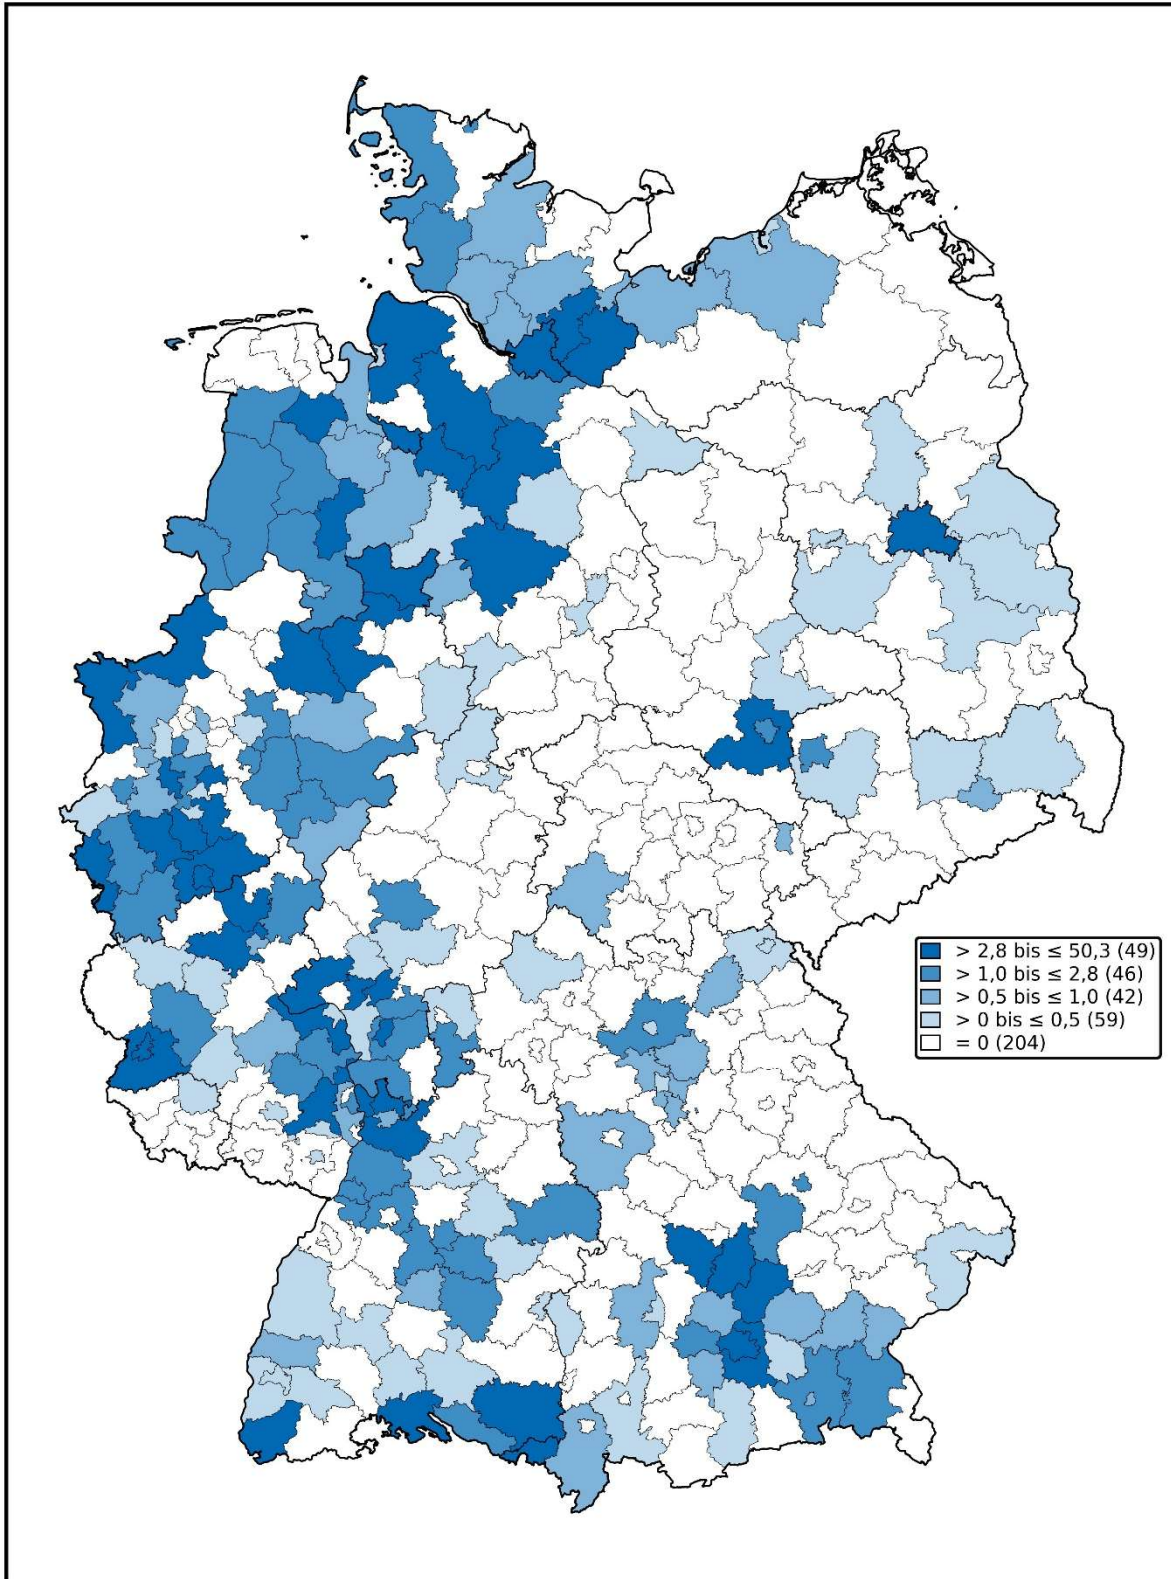 > 2,8 bis ≤ 50,3 (49)
> 1,0 bis ≤ 2,8 (46)
> 0,5 bis ≤ 1,0 (42)
> 0 bis ≤ 0,5 (59)
= 0 (204)